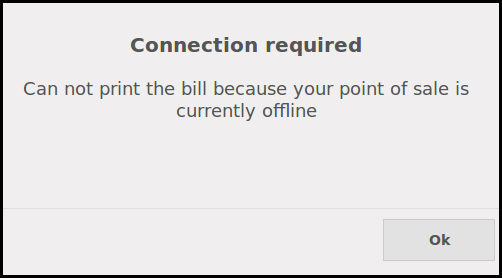 Connection required
Can not print the bill because your point of sale is
currently offline
Ok